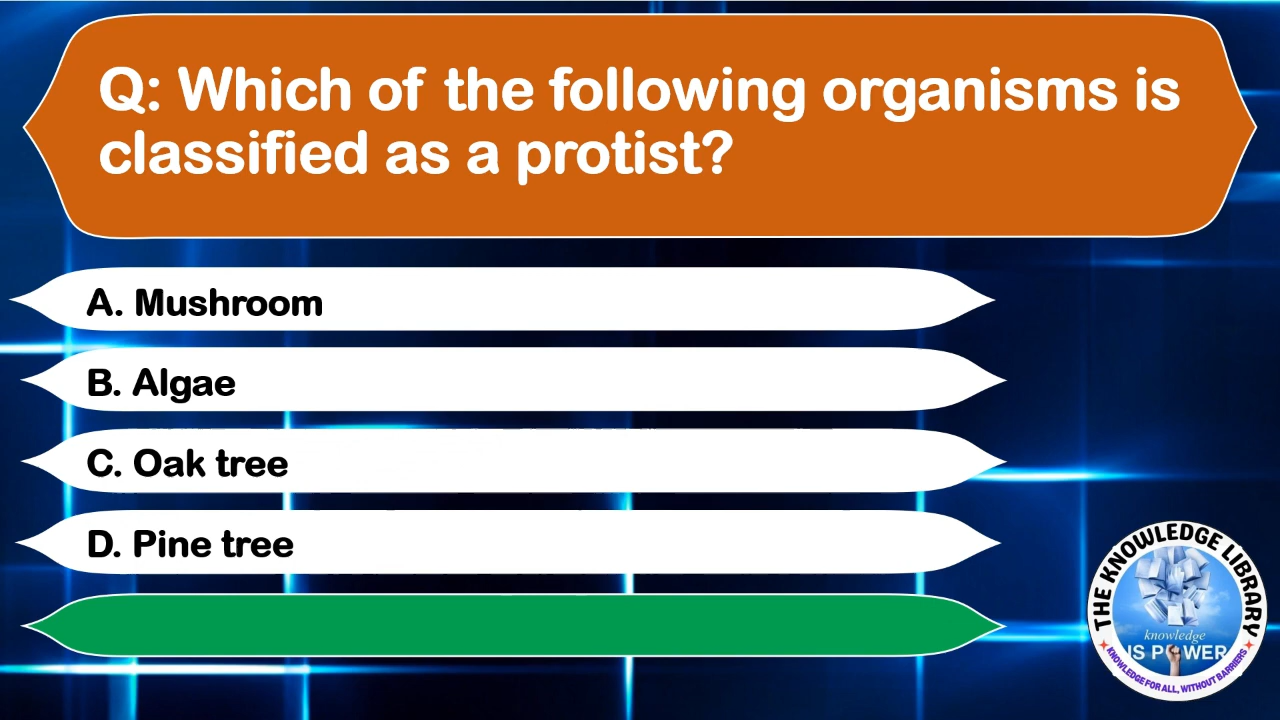 Q: Which of the following organisms is
classified as a protist?
A. Mushroom
B. Algae
C. Oak tree
D. Pine tree
THE KNOWLEDGE LIBRARY
knowledge
IS POWER
KNOWLEDGE FOR ALL, WITHOUT BARRIERS